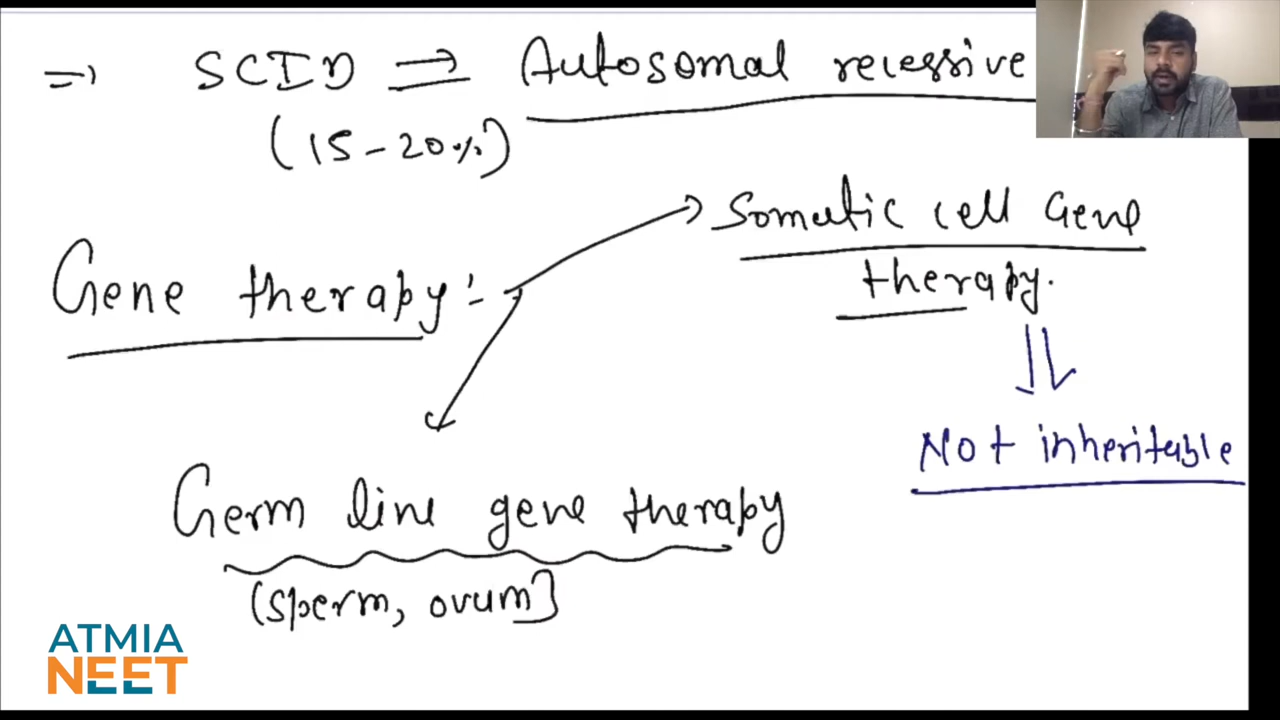 => SCID => Autosomal recessive
(15-20%)
Somatic cell Gene
therapy.
Gene therapy:-
Not inheritable
Germ line gene therapy
(sperm, ovum)
ATMIA
NEET